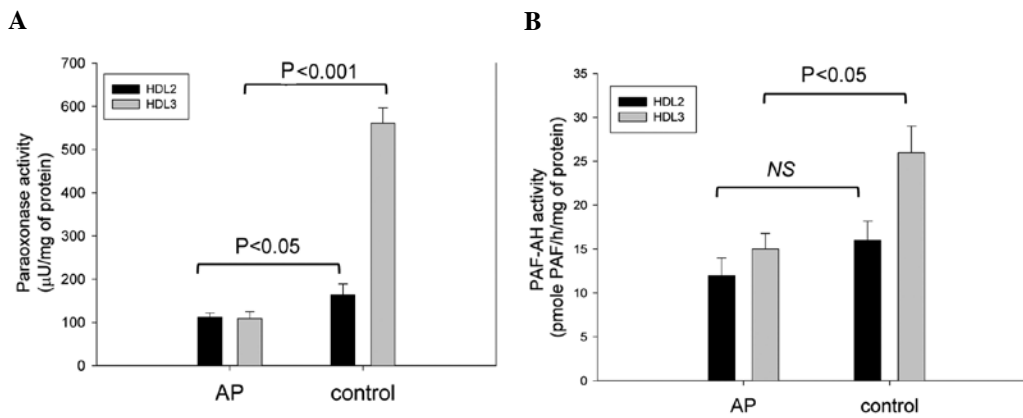 A
Paraoxonase activity
(μU/mg of protein)
700
600
500
400
300
200
100
0
HDL2
HDL3
P<0.001
P<0.05
AP
control
B
PAF-AH activity
(pmole PAF/h/mg of protein)
35
30
25
20
15
10
5
0
HDL2
HDL3
P<0.05
NS
AP
control